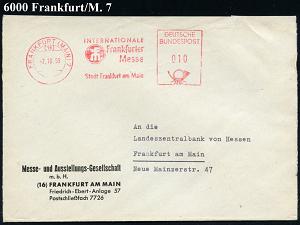 6000 Frankfurt/M. 7
FRANKFURT (MAIN) 7
INTERNATIONALE
Frankfurter
Messe
Stadt Frankfurt am Main
DEUTSCHE
BUNDESPOST
010
An die
Landeszentralbank von Hessen
Frankfurt am Main
Neue Mainzerstr. 47
Messe- und Ausstellungs-Gesellschaft
m. b. H.
(16) FRANKFURT AM MAIN
Friedrich-Ebert-Anlage 57
Postschließfach 7726